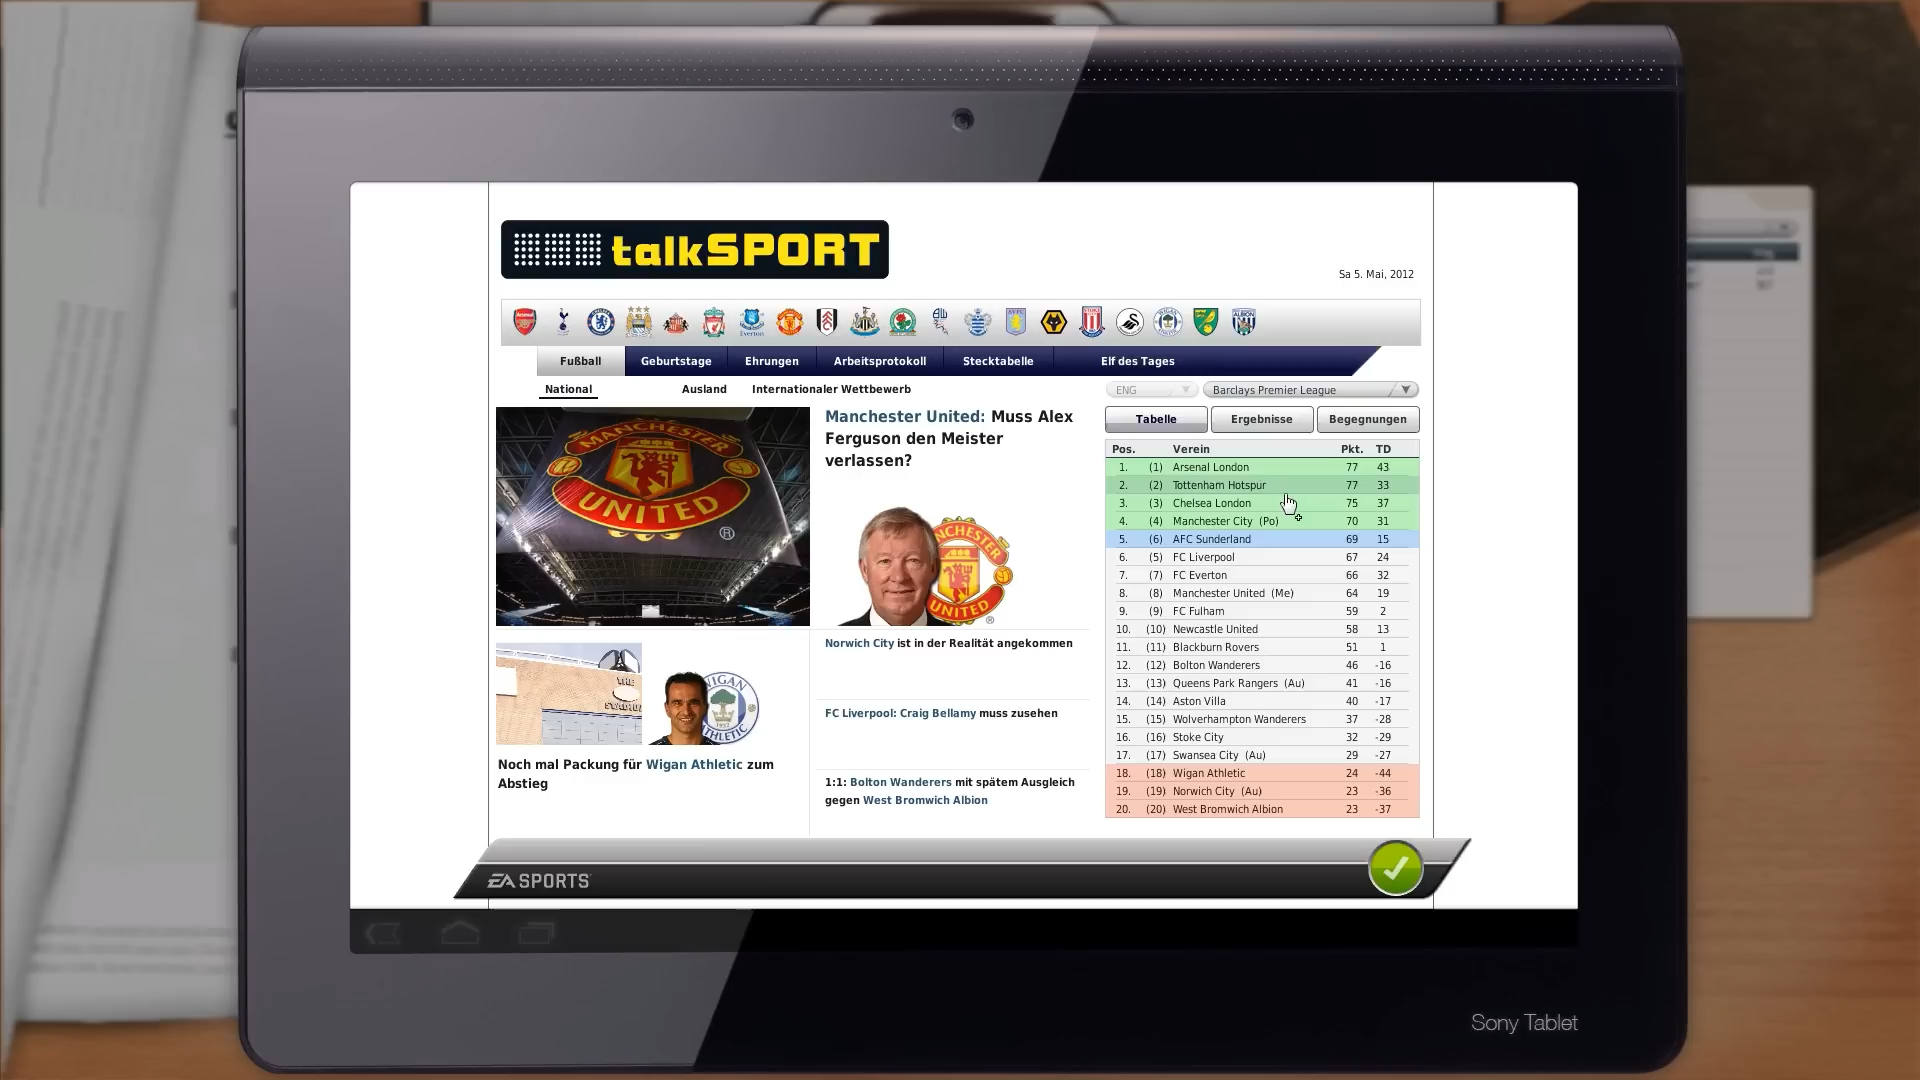 talkSPORT
Sa 5. Mai, 2012
Fußball Geburtstage Ehrungen Arbeitsprotokoll Stecktabelle Elf des Tages
National Ausland Internationaler Wettbewerb
ENG Barclays Premier League
MANCHESTER
UNITED
®
Manchester United: Muss Alex
Ferguson den Meister
verlassen?
MANCHESTER
UNITED
®
Noch mal Packung für Wigan Athletic zum
Abstieg
Norwich City ist in der Realität angekommen
FC Liverpool: Craig Bellamy muss zusehen
1:1: Bolton Wanderers mit spätem Ausgleich
gegen West Bromwich Albion
Tabelle Ergebnisse Begegnungen
Pos. Verein Pkt. TD
1. (1) Arsenal London 77 43
2. (2) Tottenham Hotspur 77 33
3. (3) Chelsea London 75 37
4. (4) Manchester City (Po) 70 31
5. (6) AFC Sunderland 69 15
6. (5) FC Liverpool 67 24
7. (7) FC Everton 66 32
8. (8) Manchester United (Me) 64 19
9. (9) FC Fulham 59 2
10. (10) Newcastle United 58 13
11. (11) Blackburn Rovers 51 1
12. (12) Bolton Wanderers 46 -16
13. (13) Queens Park Rangers (Au) 41 -16
14. (14) Aston Villa 40 -17
15. (15) Wolverhampton Wanderers 37 -28
16. (16) Stoke City 32 -29
17. (17) Swansea City (Au) 29 -27
18. (18) Wigan Athletic 24 -44
19. (19) Norwich City (Au) 23 -36
20. (20) West Bromwich Albion 23 -37
EA SPORTS
Sony Tablet